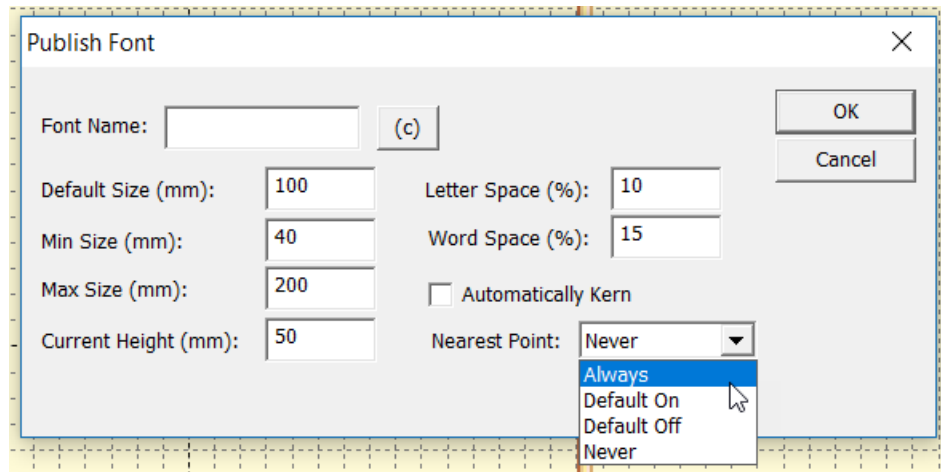 Publish Font
Font Name:
(c)
OK
Cancel
Default Size (mm): 100
Letter Space (%): 10
Min Size (mm): 40
Word Space (%): 15
Max Size (mm): 200
Automatically Kern
Current Height (mm): 50
Nearest Point: Never
Always
Default On
Default Off
Never